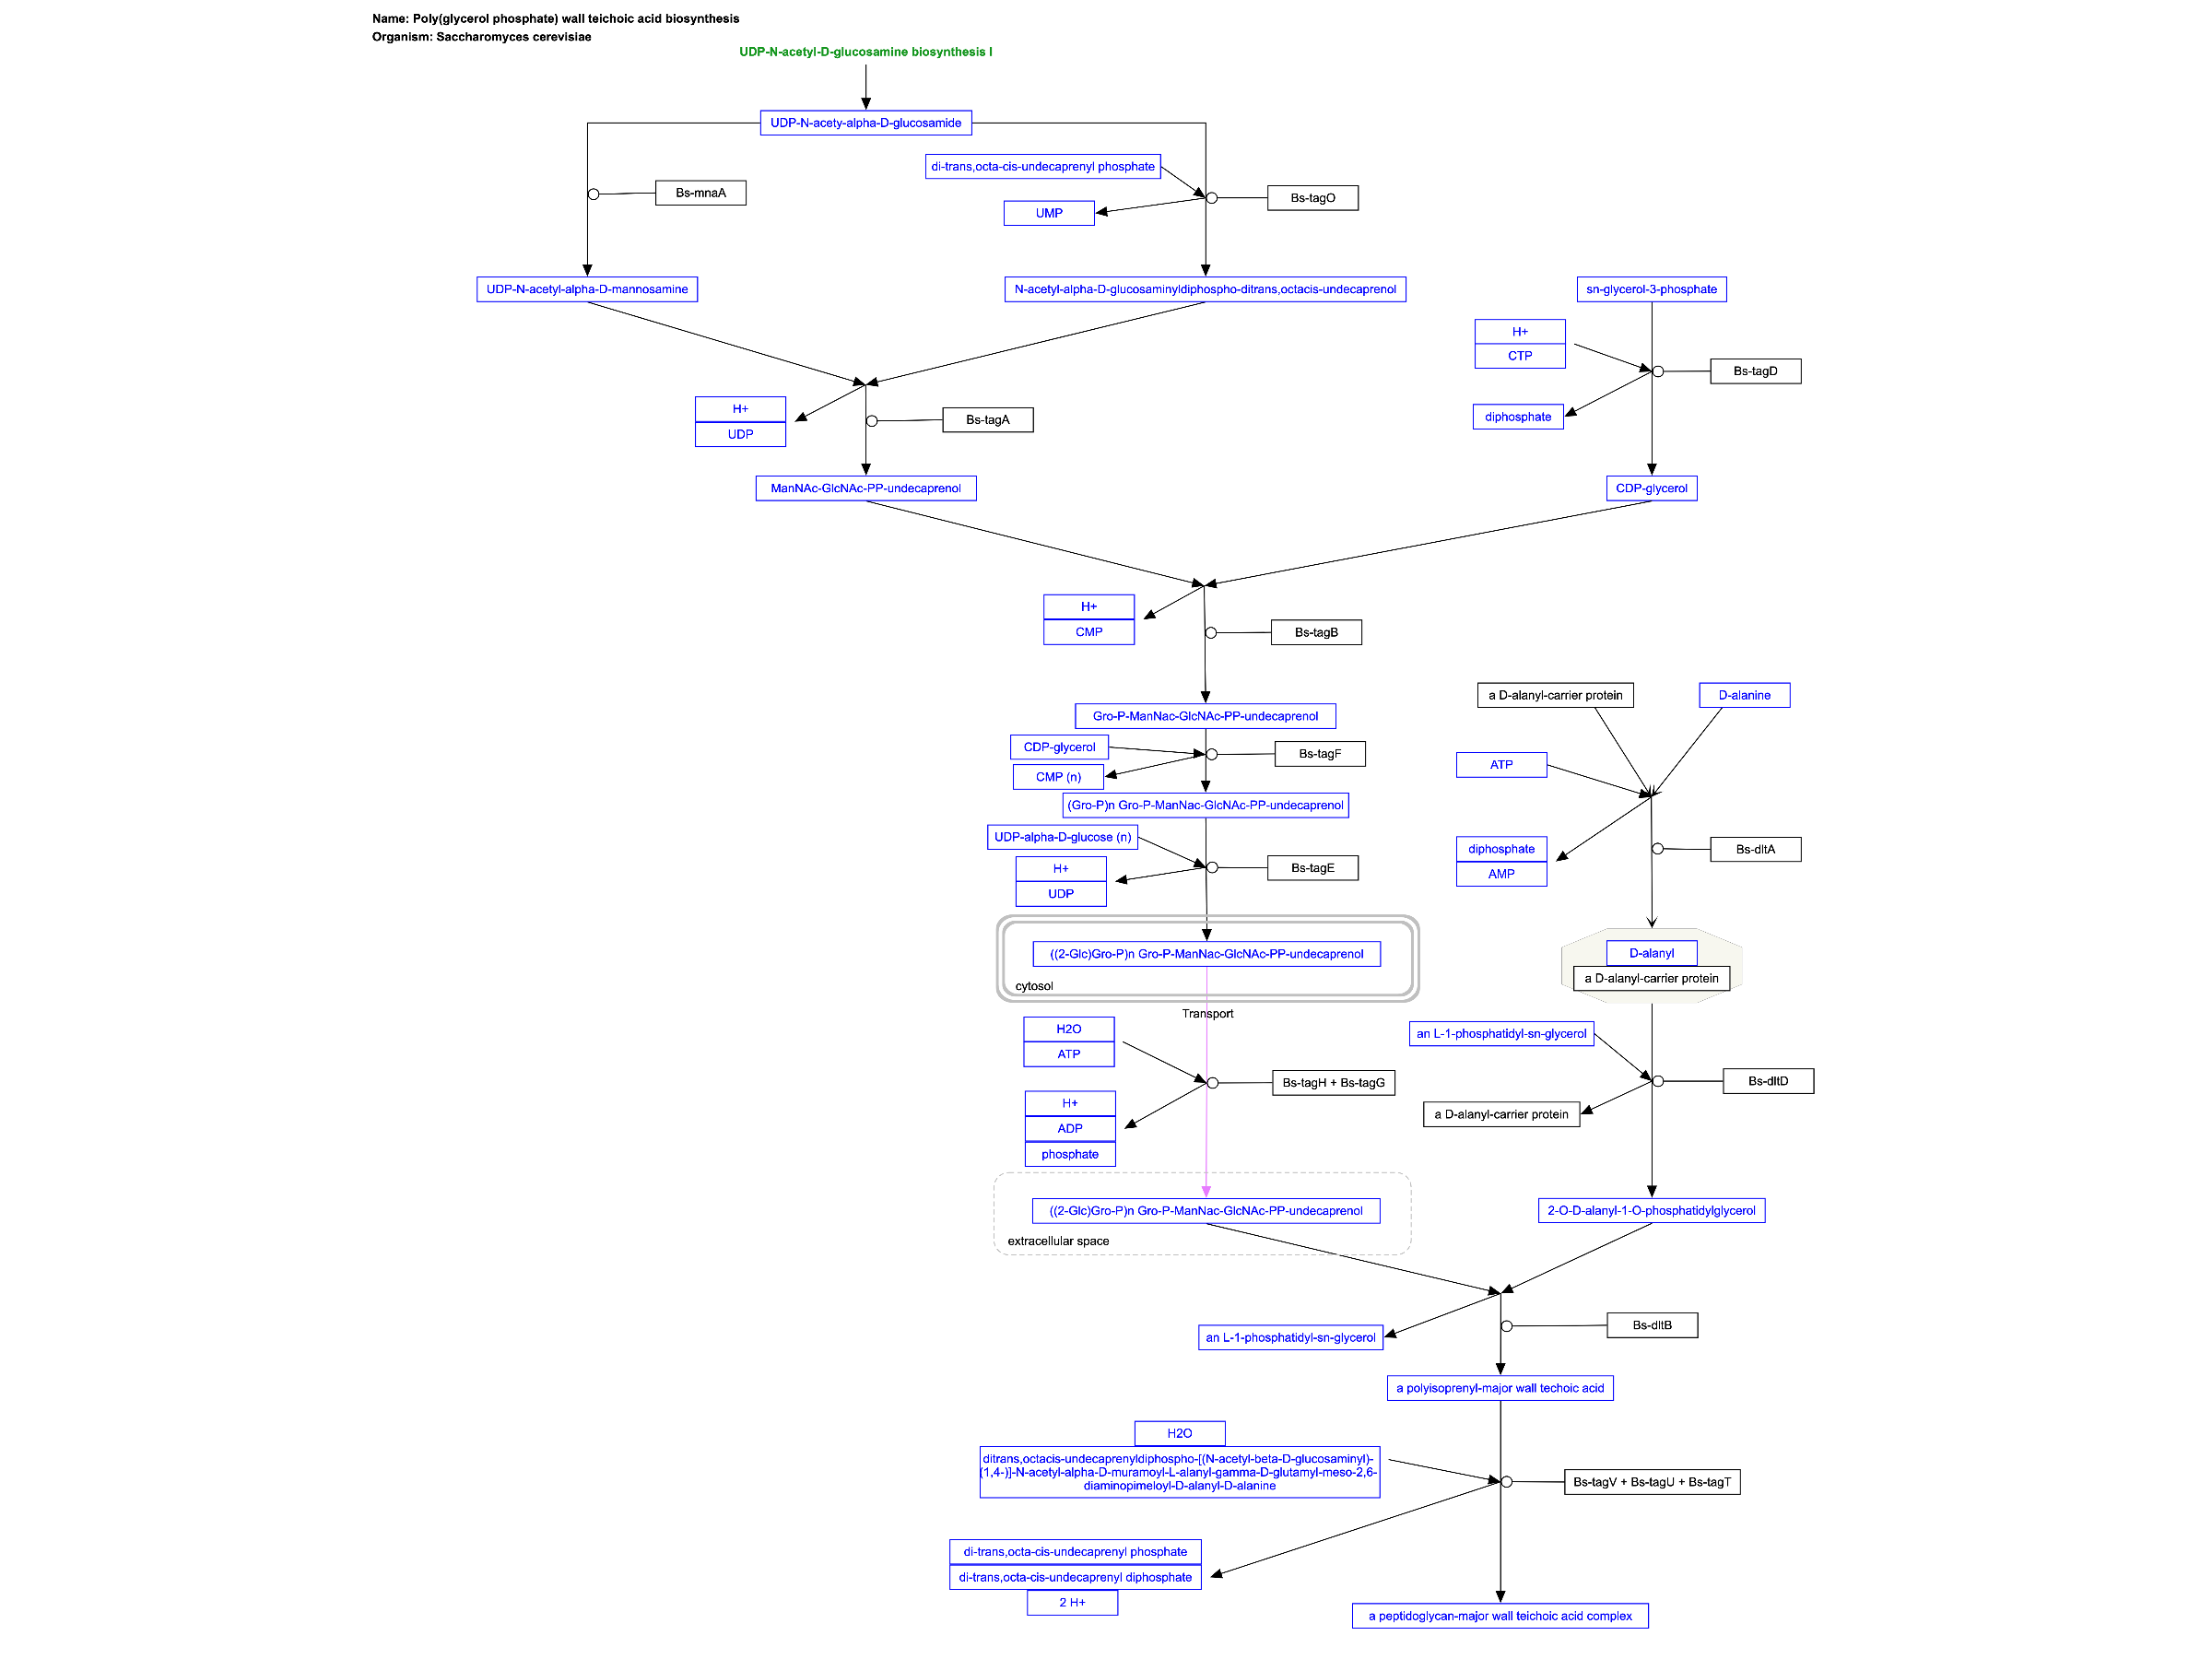 Name: Poly(glycerol phosphate) wall teichoic acid biosynthesis
Organism: Saccharomyces cerevisiae
UDP-N-acetyl-D-glucosamine biosynthesis I
UDP-N-acety-alpha-D-glucosamide
di-trans,octa-cis-undecaprenyl phosphate
Bs-mnaA
Bs-tagO
UMP
UDP-N-acetyl-alpha-D-mannosamine
N-acetyl-alpha-D-glucosaminyldiphospho-ditrans,octacis-undecaprenol
sn-glycerol-3-phosphate
H+
CTP
Bs-tagD
diphosphate
H+
UDP
Bs-tagA
ManNAc-GlcNAc-PP-undecaprenol
CDP-glycerol
H+
CMP
Bs-tagB
a D-alanyl-carrier protein
D-alanine
Gro-P-ManNac-GlcNAc-PP-undecaprenol
CDP-glycerol
Bs-tagF
CMP (n)
ATP
(Gro-P)n Gro-P-ManNac-GlcNAc-PP-undecaprenol
UDP-alpha-D-glucose (n)
H+
UDP
Bs-tagE
diphosphate
AMP
Bs-dltA
((2-Glc)Gro-P)n Gro-P-ManNac-GlcNAc-PP-undecaprenol
cytosol
D-alanyl
a D-alanyl-carrier protein
Transport
H2O
ATP
an L-1-phosphatidyl-sn-glycerol
Bs-tagH + Bs-tagG
Bs-dltD
H+
ADP
phosphate
a D-alanyl-carrier protein
((2-Glc)Gro-P)n Gro-P-ManNac-GlcNAc-PP-undecaprenol
extracellular space
2-O-D-alanyl-1-O-phosphatidylglycerol
an L-1-phosphatidyl-sn-glycerol
Bs-dltB
a polyisoprenyl-major wall techoic acid
H2O
ditrans,octacis-undecaprenyldiphospho-[(N-acetyl-beta-D-glucosaminyl)-
(1,4-)]-N-acetyl-alpha-D-muramoyl-L-alanyl-gamma-D-glutamyl-meso-2,6-
diaminopimeloyl-D-alanyl-D-alanine
Bs-tagV + Bs-tagU + Bs-tagT
di-trans,octa-cis-undecaprenyl phosphate
di-trans,octa-cis-undecaprenyl diphosphate
2 H+
a peptidoglycan-major wall teichoic acid complex